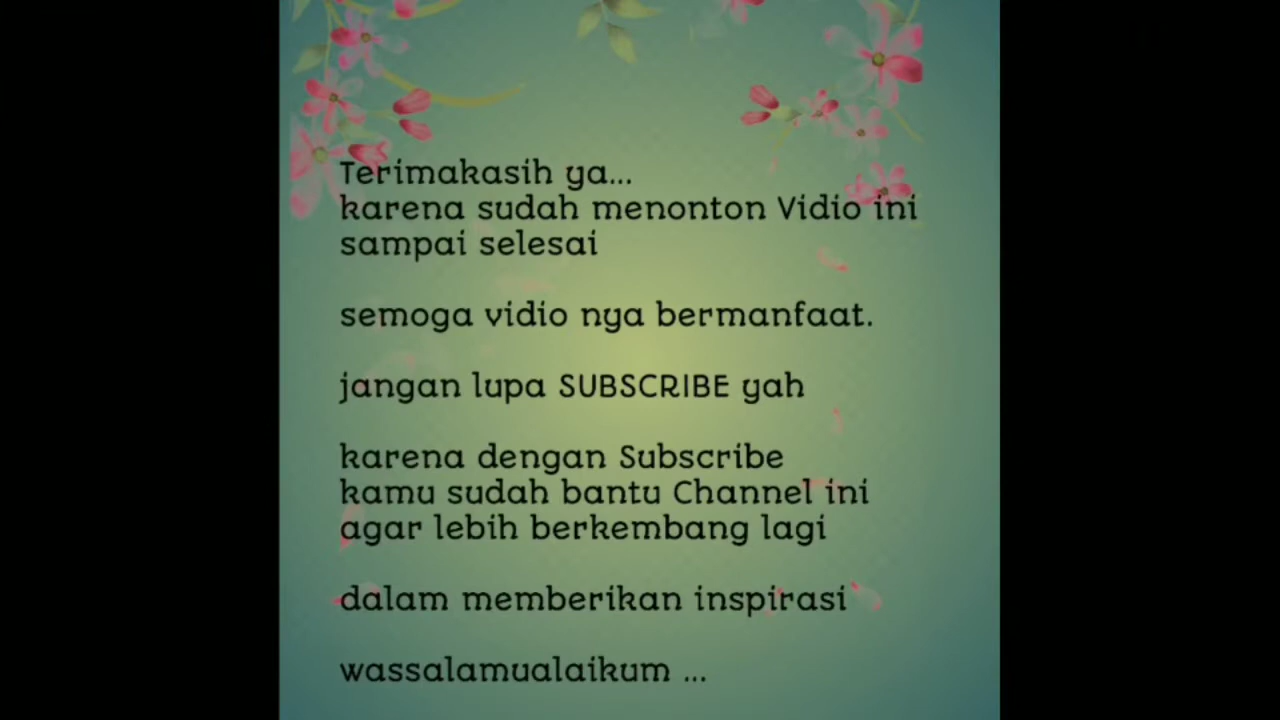 Terimakasih ya...
karena sudah menonton Vidio ini
sampai selesai
semoga vidio nya bermanfaat.
jangan lupa SUBSCRIBE yah
karena dengan Subscribe
kamu sudah bantu Channel ini
agar lebih berkembang lagi
dalam memberikan inspirasi
wassalamualaikum ...